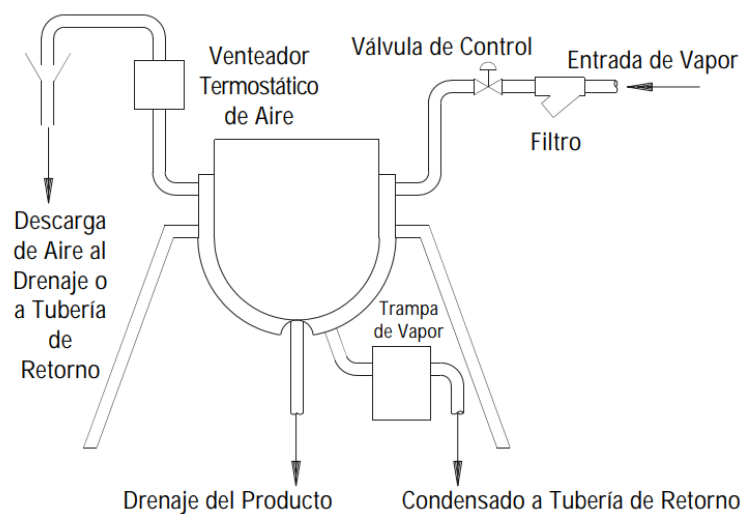 Venteador
Termostático
de Aire
Válvula de Control
Entrada de Vapor
Filtro
Descarga
de Aire al
Drenaje o
a Tubería
de
Retorno
Trampa
de Vapor
Drenaje del Producto
Condensado a Tubería de Retorno